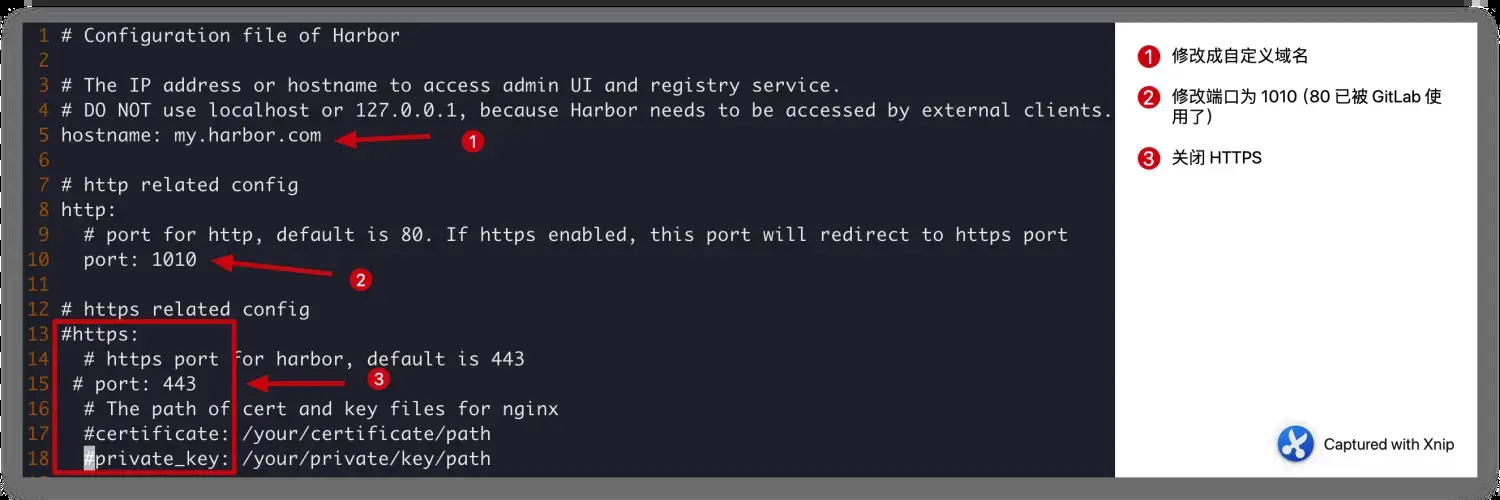 1 # Configuration file of Harbor
2
3 # The IP address or hostname to access admin UI and registry service.
4 # DO NOT use localhost or 127.0.0.1, because Harbor needs to be accessed by external clients.
5 hostname: my.harbor.com
1
6
7 # http related config
8 http:
9   # port for http, default is 80. If https enabled, this port will redirect to https port
10   port: 1010
2
11
12 # https related config
13 #https:
14   # https port for harbor, default is 443
15  # port: 443
3
16   # The path of cert and key files for nginx
17   #certificate: /your/certificate/path
18   #private_key: /your/private/key/path
1 修改成自定义域名
2 修改端口为 1010 (80 已被 GitLab 使
用了)
3 关闭 HTTPS
Captured with Xnip